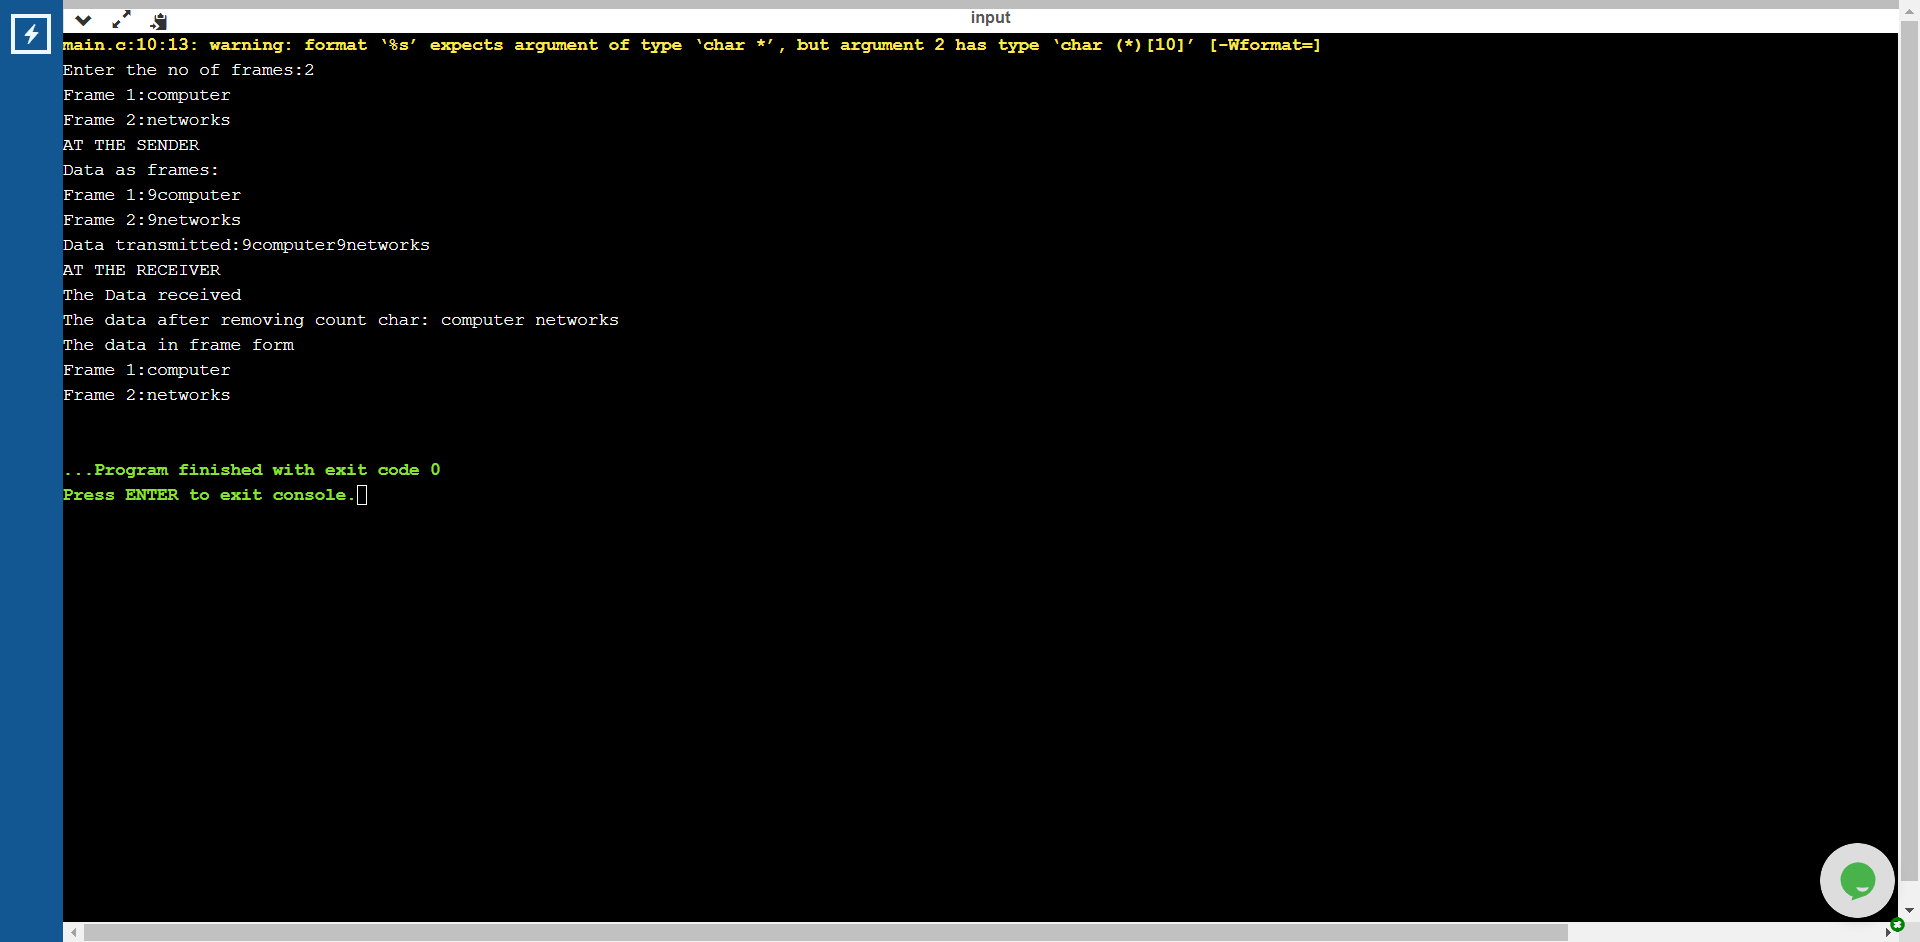 input
main.c:10:13: warning: format ‘%s’ expects argument of type ‘char *’, but argument 2 has type ‘char (*)[10]’ [-Wformat=]
Enter the no of frames:2
Frame 1:computer
Frame 2:networks
AT THE SENDER
Data as frames:
Frame 1:9computer
Frame 2:9networks
Data transmitted:9computer9networks
AT THE RECEIVER
The Data received
The data after removing count char: computer networks
The data in frame form
Frame 1:computer
Frame 2:networks
...Program finished with exit code 0
Press ENTER to exit console.